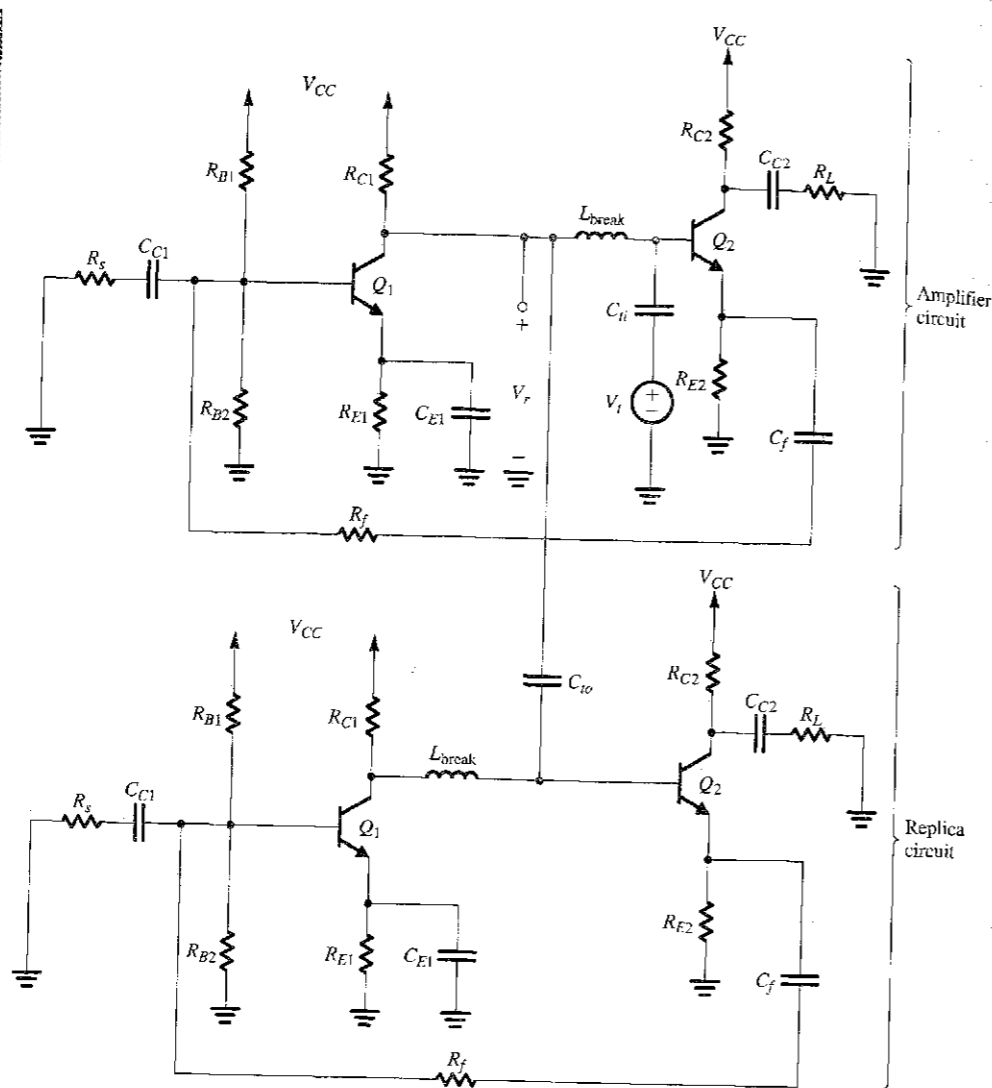 V_CC
V_CC
R_C2
R_B1
R_C1
C_C2
R_L
L_break
Q_2
R_s
C_C1
Q_1
C_ti
Amplifier
circuit
R_B2
R_E1
C_E1
V_r
+
−
V_t
+
−
R_E2
C_f
R_f
V_CC
V_CC
R_C2
C_to
R_B1
R_C1
C_C2
R_L
L_break
Q_2
R_s
C_C1
Q_1
Replica
circuit
R_B2
R_E1
C_E1
R_E2
C_f
R_f